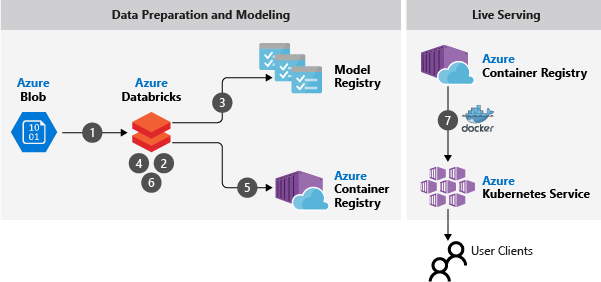 Data Preparation and Modeling
Azure
Blob
1
10
01
Azure
Databricks
4
2
6
3
Model
Registry
5
Azure
Container
Registry
Live Serving
Azure
Container Registry
7
docker
Azure
Kubernetes Service
User Clients